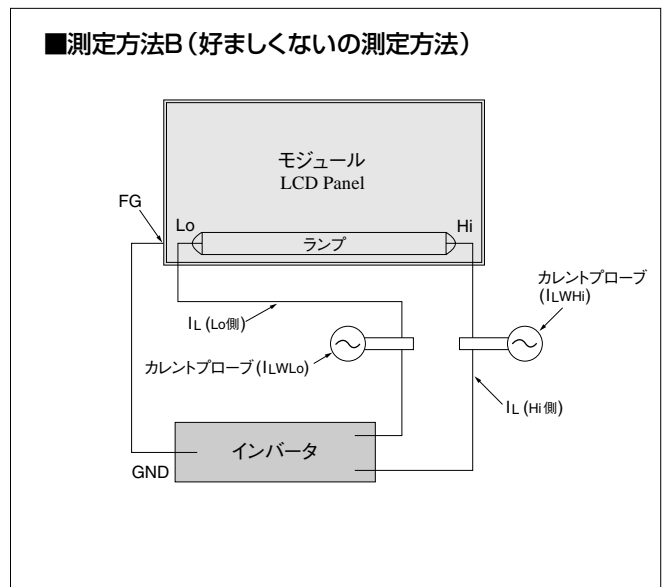 ■測定方法B（好ましくないの測定方法）
モジュール
LCD Panel
FG
Lo
Hi
ランプ
カレントプローブ
(ILWHi)
IL (Lo側)
カレントプローブ(ILWLo)
IL (Hi側)
インバータ
GND